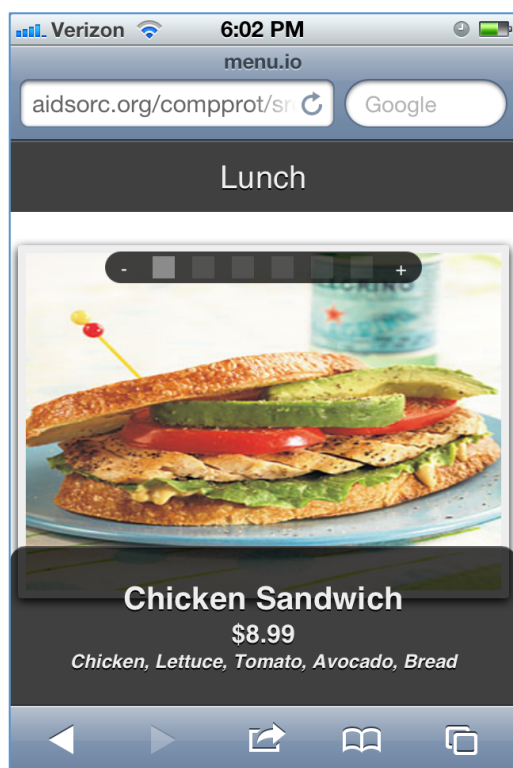 Verizon 6:02 PM
menu.io
aidsorc.org/compprot/sr
Google
Lunch
- +
Chicken Sandwich
$8.99
Chicken, Lettuce, Tomato, Avocado, Bread